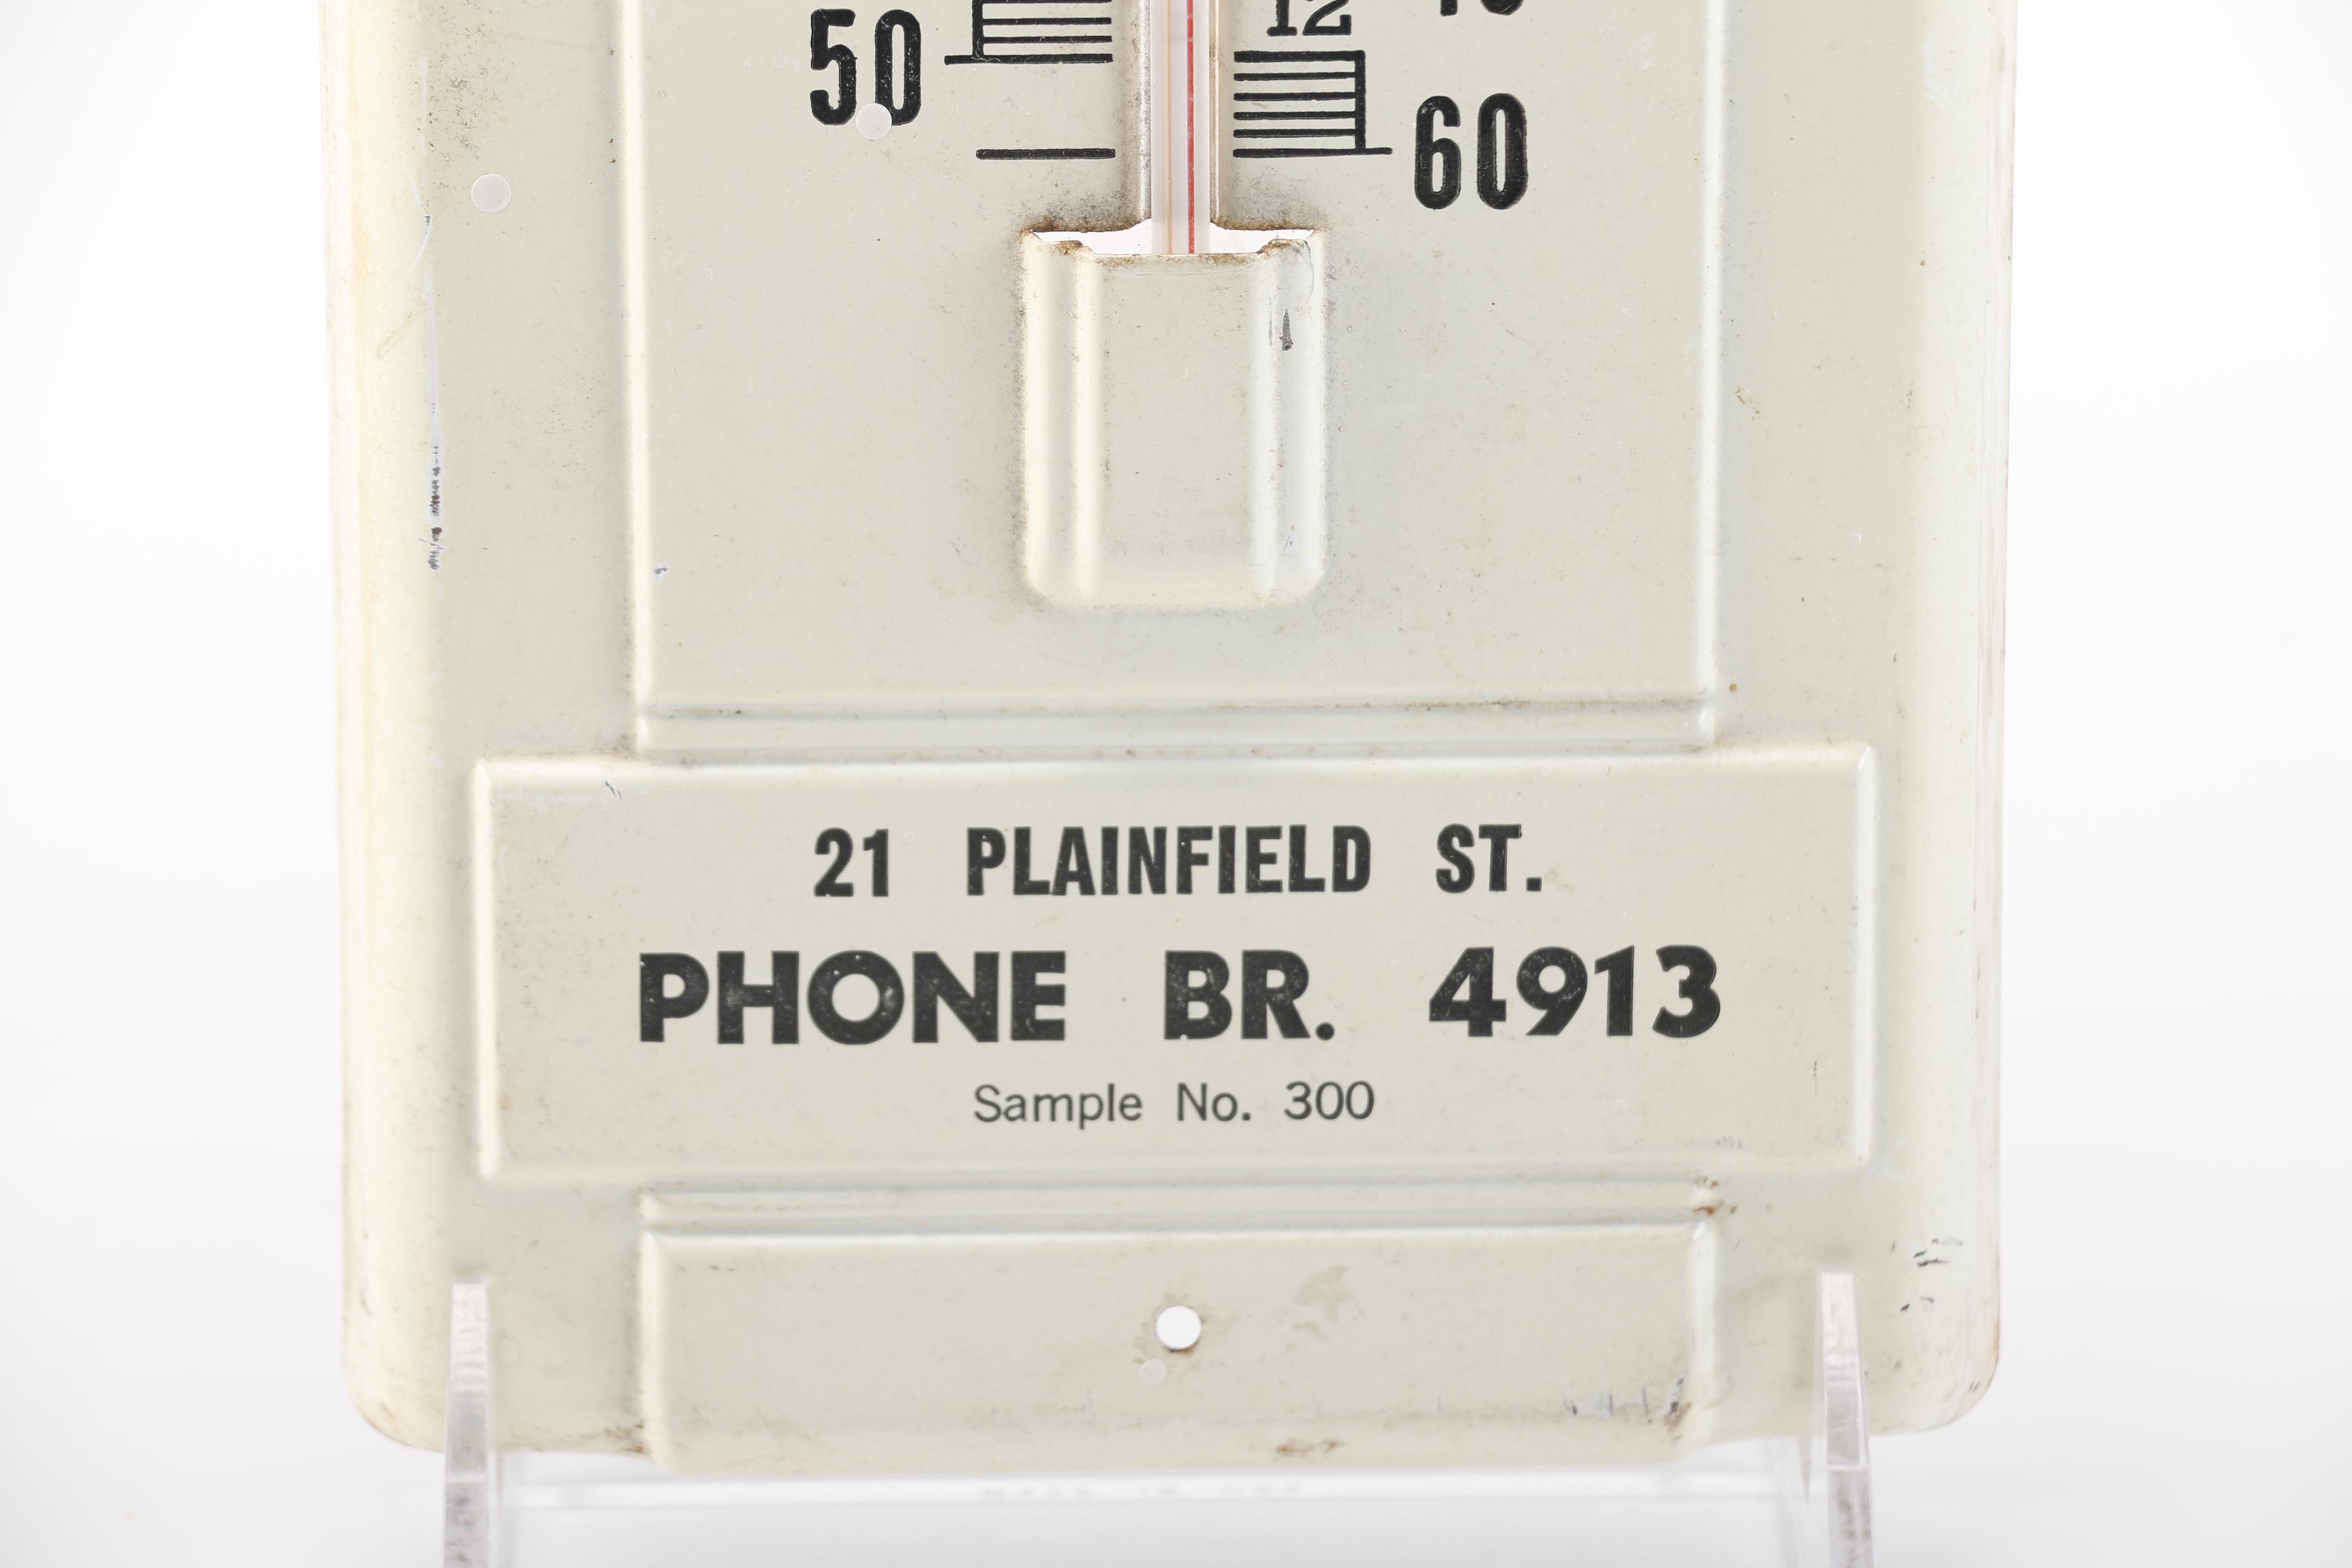 50
12
60
21 PLAINFIELD ST.
PHONE BR. 4913
Sample No. 300